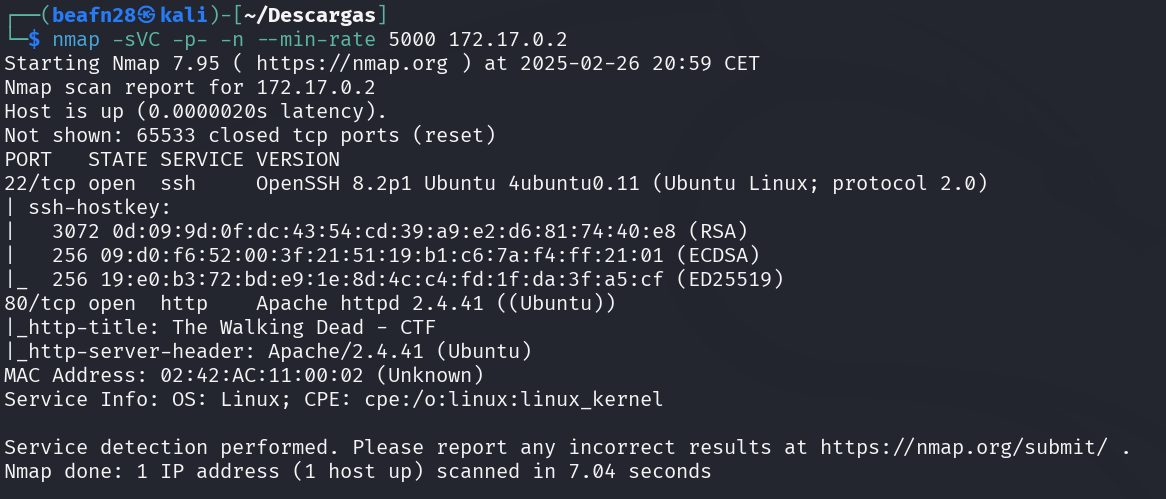 ┌──(beafn28㉿kali)-[~/Descargas]
└─$ nmap -sVC -p- -n --min-rate 5000 172.17.0.2
Starting Nmap 7.95 ( https://nmap.org ) at 2025-02-26 20:59 CET
Nmap scan report for 172.17.0.2
Host is up (0.0000020s latency).
Not shown: 65533 closed tcp ports (reset)
PORT   STATE SERVICE VERSION
22/tcp open  ssh     OpenSSH 8.2p1 Ubuntu 4ubuntu0.11 (Ubuntu Linux; protocol 2.0)
| ssh-hostkey:
|   3072 0d:09:9d:0f:dc:43:54:cd:39:a9:e2:d6:81:74:40:e8 (RSA)
|   256 09:d0:f6:52:00:3f:21:51:19:b1:c6:7a:f4:ff:21:01 (ECDSA)
|_  256 19:e0:b3:72:bd:e9:1e:8d:4c:c4:fd:1f:da:3f:a5:cf (ED25519)
80/tcp open  http    Apache httpd 2.4.41 ((Ubuntu))
|_http-title: The Walking Dead - CTF
|_http-server-header: Apache/2.4.41 (Ubuntu)
MAC Address: 02:42:AC:11:00:02 (Unknown)
Service Info: OS: Linux; CPE: cpe:/o:linux:linux_kernel

Service detection performed. Please report any incorrect results at https://nmap.org/submit/ .
Nmap done: 1 IP address (1 host up) scanned in 7.04 seconds